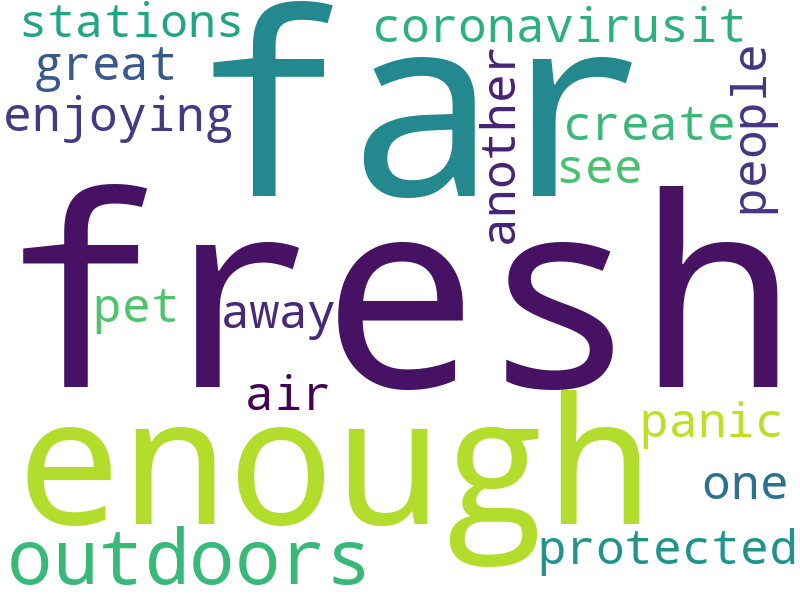 stations
coronavirusit
great
far
enjoying
another
create
people
see
fresh
pet
away
air
enough
panic
one
outdoors
protected